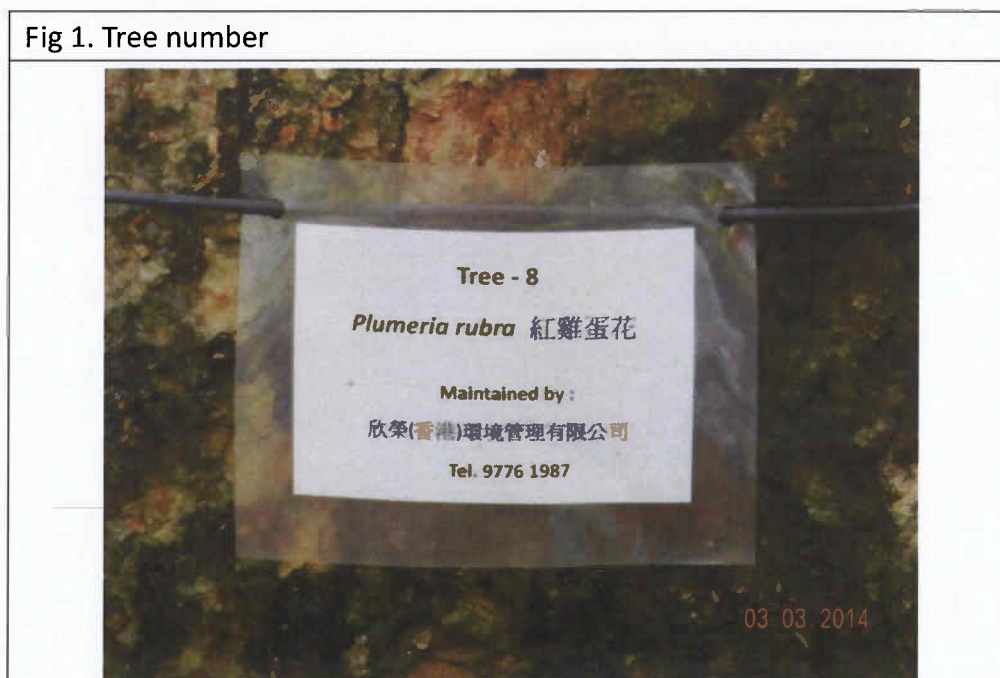 Fig 1. Tree number
Tree - 8
Plumeria rubra 紅雞蛋花
Maintained by :
欣榮(香港)環境管理有限公司
Tel. 9776 1987
03 03 2014